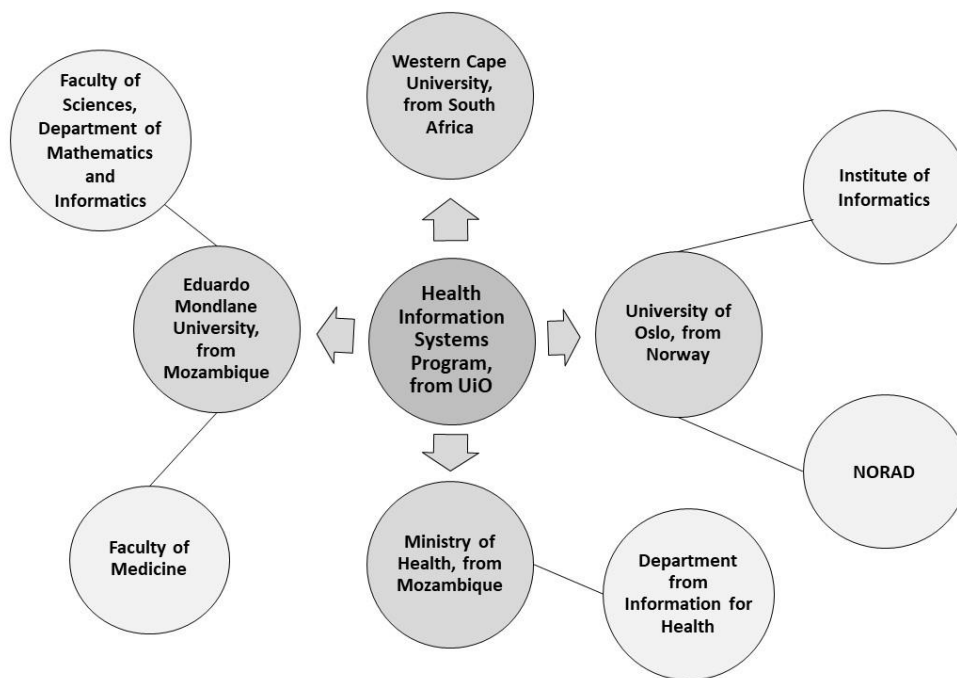 Western Cape
University,
from South
Africa
Faculty of
Sciences,
Department of
Mathematics
and
Informatics
Institute of
Informatics
Eduardo
Mondlane
University,
from
Mozambique
Health
Information
Systems
Program,
from UiO
University of
Oslo, from
Norway
NORAD
Faculty of
Medicine
Ministry of
Health, from
Mozambique
Department
from
Information for
Health